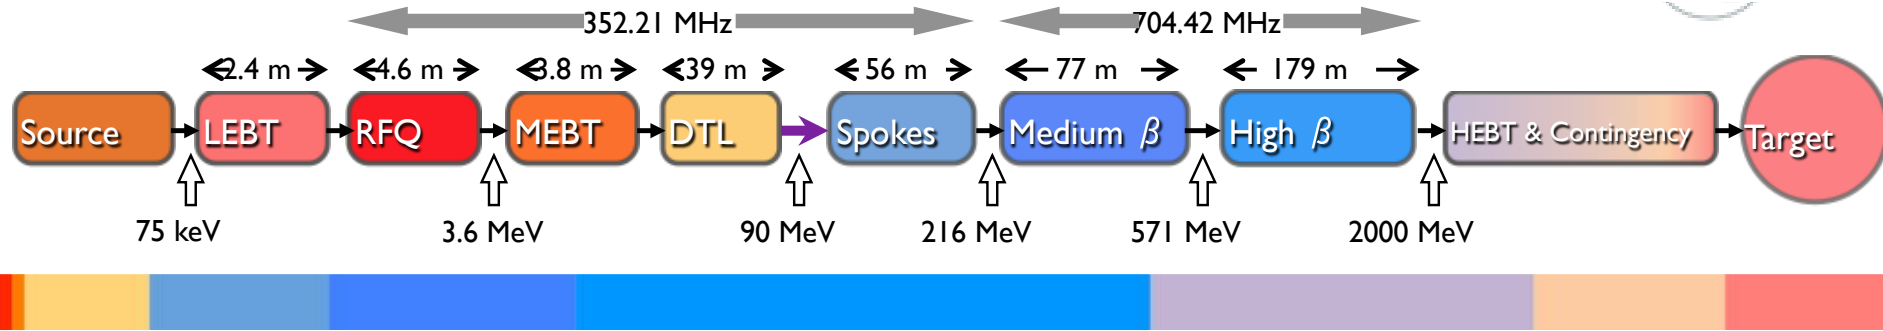 352.21 MHz 704.42 MHz
2.4 m 4.6 m 3.8 m 39 m 56 m 77 m 179 m
Source LEBT RFQ MEBT DTL Spokes Medium β High β HEBT & Contingency Target
75 keV 3.6 MeV 90 MeV 216 MeV 571 MeV 2000 MeV